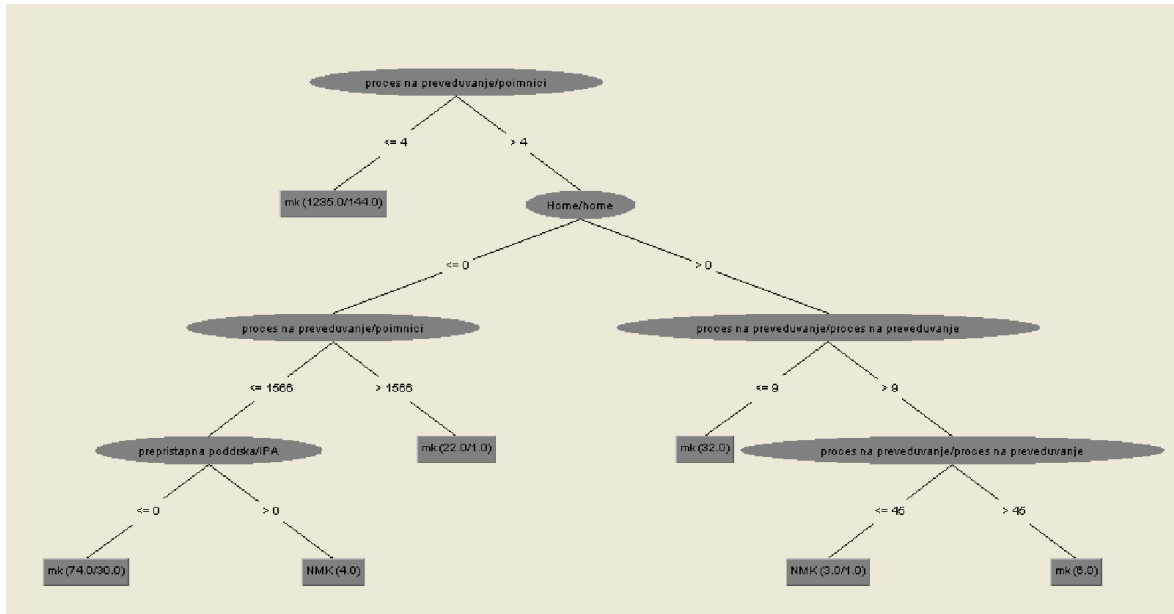 proces na preveduvanje/poimnici
<= 4
> 4
mk (1235.0/144.0)
Home/home
<= 0
> 0
proces na preveduvanje/poimnici
proces na preveduvanje/proces na preveduvanje
<= 1566
> 1566
<= 9
> 9
prepristapna poddrska/IPA
mk (22.0/1.0)
mk (32.0)
proces na preveduvanje/proces na preveduvanje
<= 0
> 0
<= 45
> 45
mk (74.0/30.0)
NMK (4.0)
NMK (3.0/1.0)
mk (6.0)